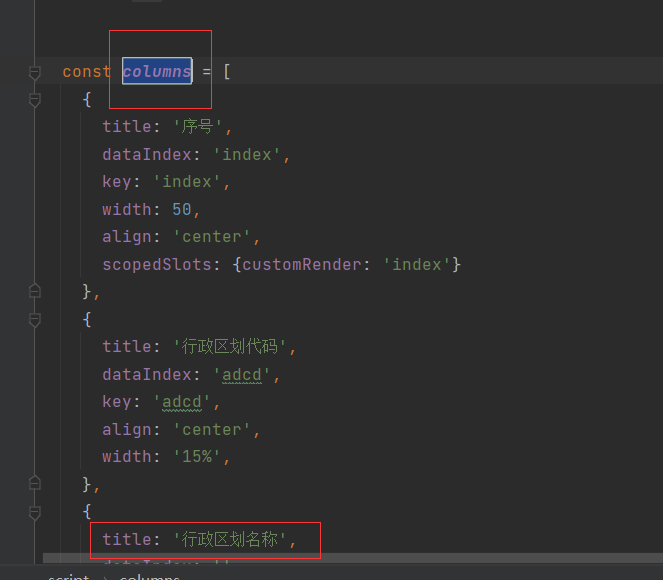 const columns = [
{
title: '序号',
dataIndex: 'index',
key: 'index',
width: 50,
align: 'center',
scopedSlots: {customRender: 'index'}
},
{
title: '行政区划代码',
dataIndex: 'adcd',
key: 'adcd',
align: 'center',
width: '15%',
},
{
title: '行政区划名称',
dataIndex:
script › columns